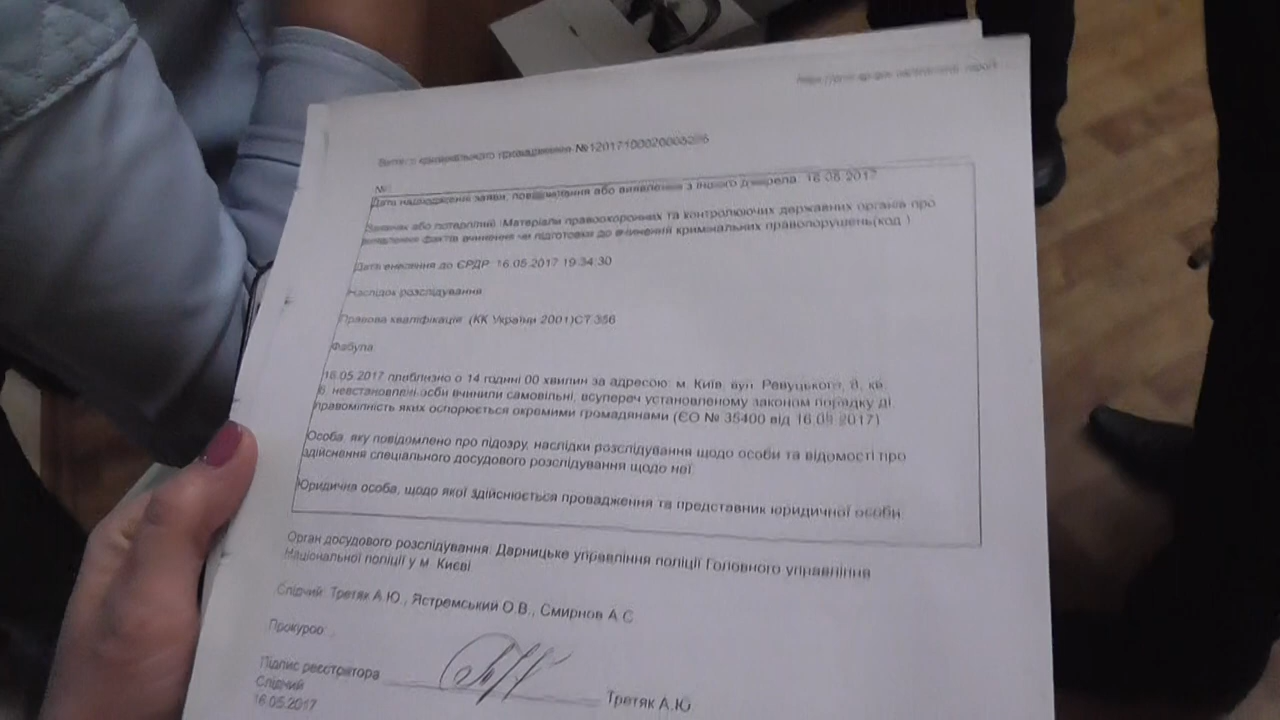 Витяг з кримінального провадження №
№
Дата надходження заяви, повідомлення або виявлення з іншого джерела: 16.05.2017
Заявник або потерпілий: Матеріали правоохоронних та контролюючих державних органів про
виявлення фактів вчинення чи підготовки до вчинення кримінальних правопорушень(код )
Дата внесення до ЄРДР: 16.05.2017 19:34:30
Наслідок розслідування:
Правова кваліфікація: (КК України 2001)СТ.356
Фабула:
16.05.2017 приблизно о 14 годині 00 хвилин за адресою: м. Київ, вул. Ревуцького, 8, кв.
6, невстановлені особи вчинили самовільні, всупереч установленому законом порядку ді
правомілність яких оспорюється окремими громадянами (ЄО № 35400 від 2017)
Особа, яку повідомлено про підозру, наслідки розслідування щодо особи та відомості про
здійснення спеціального досудового розслідування щодо неї:
Юридична особа, щодо якої здійснюється провадження та представник юридичної особи:
Орган досудового розслідування: Дарницьке управління поліції Головного управління
Національної поліції у м. Києві
Слідчий: Третяк А.Ю., Ястремський О.В., Смирнов А.С.
Прокурор: .
Підпис реєстратора Третяк А.Ю.
Слідчий
16.05.2017